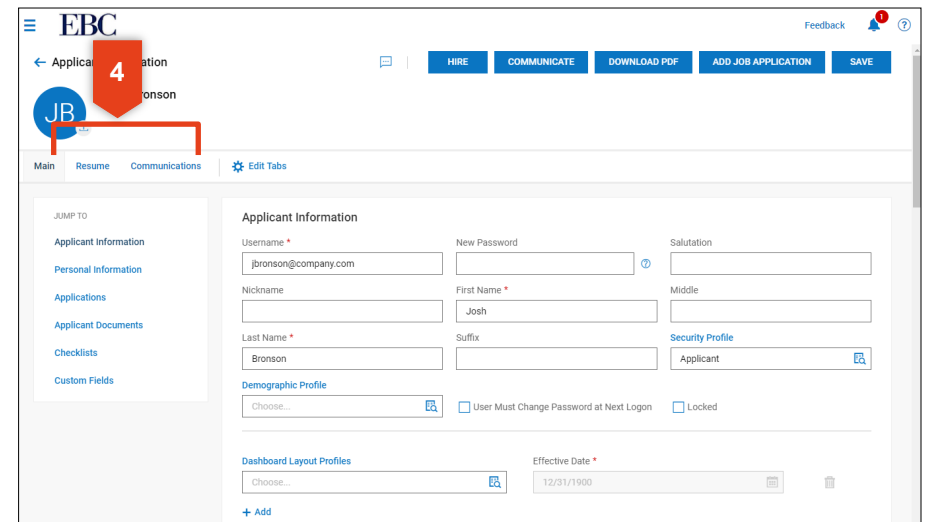 EBC
Feedback
1
?
Applica
ation
HIRE
COMMUNICATE
DOWNLOAD PDF
ADD JOB APPLICATION
SAVE
4
JB
ronson
Main
Resume
Communications
Edit Tabs
JUMP TO
Applicant Information
Personal Information
Applications
Applicant Documents
Checklists
Custom Fields
Applicant Information
Username *
New Password
Salutation
jbronson@company.com
?
Nickname
First Name *
Middle
Josh
Last Name *
Suffix
Security Profile
Bronson
Applicant
Demographic Profile
Choose...
User Must Change Password at Next Logon
Locked
Dashboard Layout Profiles
Effective Date *
Choose...
12/31/1900
+ Add